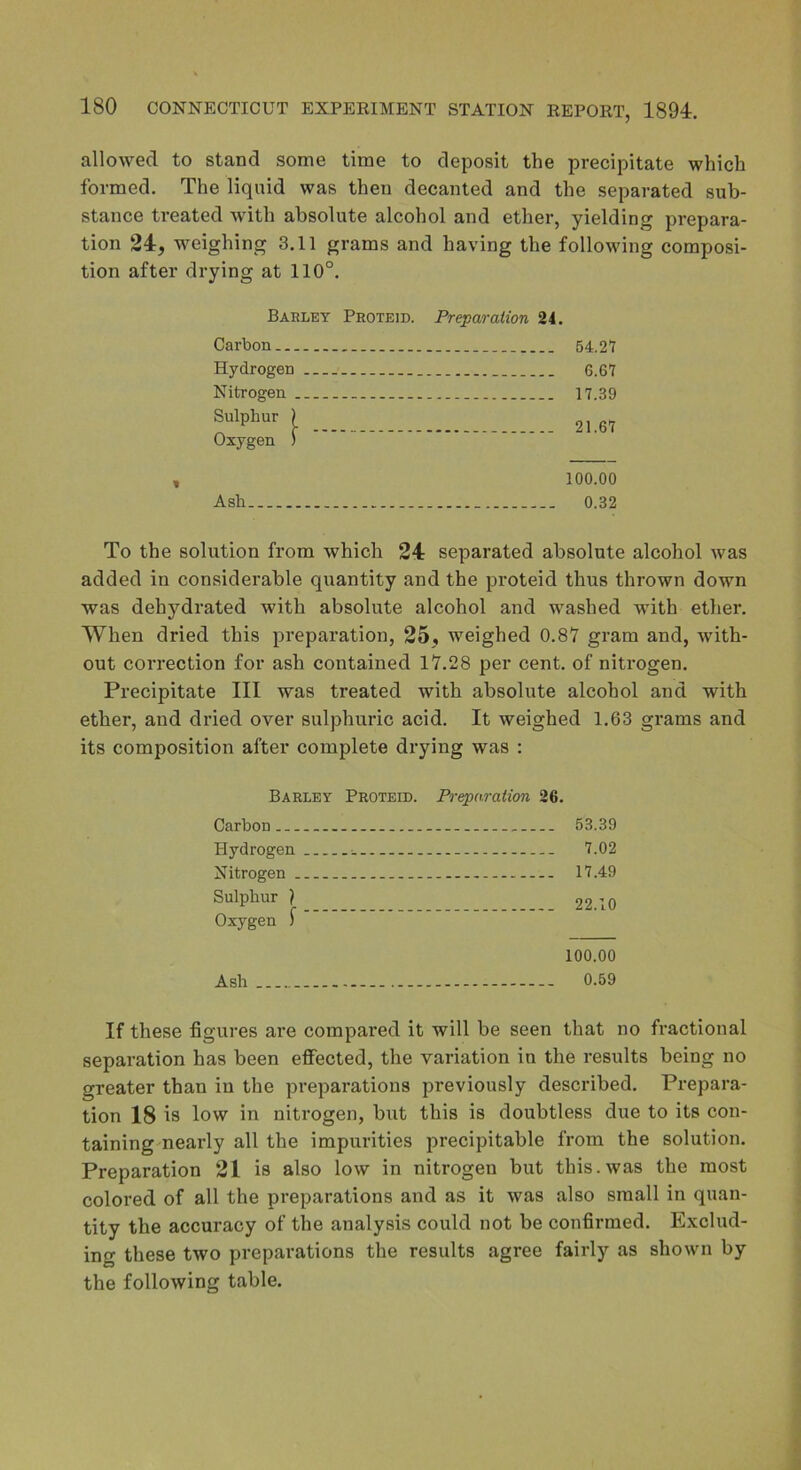 180 CONNECTICUT EXPERIMENT STATION REPORT, 1894.
allowed to stand some time to deposit the precipitate which
formed. The liquid was then decanted and the separated sub-
stance treated with absolute alcohol and ether, yielding prepara-
tion 24, weighing 3.11 grams and having the following composi-
tion after drying at 110°.
Barley Proteid. Preparation 24.
Carbon 54.27
Hydrogen 6.67
Nitrogen 17.39
Sulphur }
Oxygen } 21.67
100.00
Ash 0.32
To the solution from which 24 separated absolute alcohol was
added in considerable quantity and the proteid thus thrown down
was dehydrated with absolute alcohol and washed with ether.
When dried this preparation, 25, weighed 0.87 gram and, with-
out correction for ash contained 17.28 per cent. of nitrogen.
Precipitate III was treated with absolute alcohol and with
ether, and dried over sulphuric acid. It weighed 1.63 grams and
its composition after complete drying was :
Barley Proteid. Preparation 26.
Carbon 53.39
Hydrogen 7.02
Nitrogen 17.49
Sulphur }
Oxygen } 22.10
100.00
Ash 0.59
If these figures are compared it will be seen that no fractional
separation has been effected, the variation in the results being no
greater than in the preparations previously described. Prepara-
tion 18 is low in nitrogen, but this is doubtless due to its con-
taining nearly all the impurities precipitable from the solution.
Preparation 21 is also low in nitrogen but this. was the most
colored of all the preparations and as it was also small in quan-
tity the accuracy of the analysis could not be confirmed. Exclud-
ing these two preparations the results agree fairly as shown by
the following table.